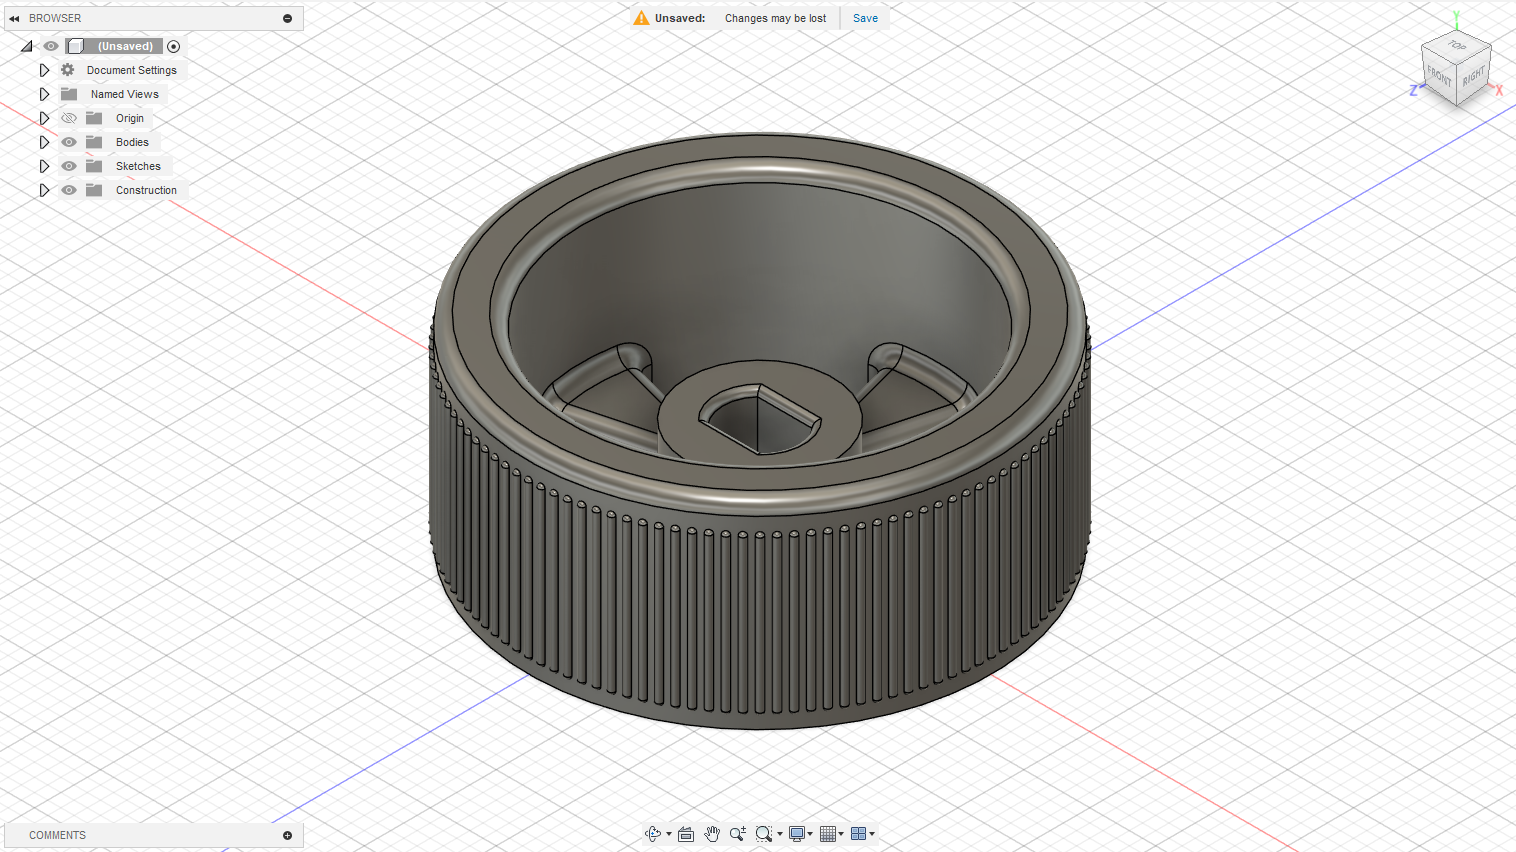 BROWSER
Unsaved: Changes may be lost Save
(Unsaved)
Document Settings
Named Views
Origin
Bodies
Sketches
Construction
Y
TOP
FRONT
RIGHT
Z
X
COMMENTS